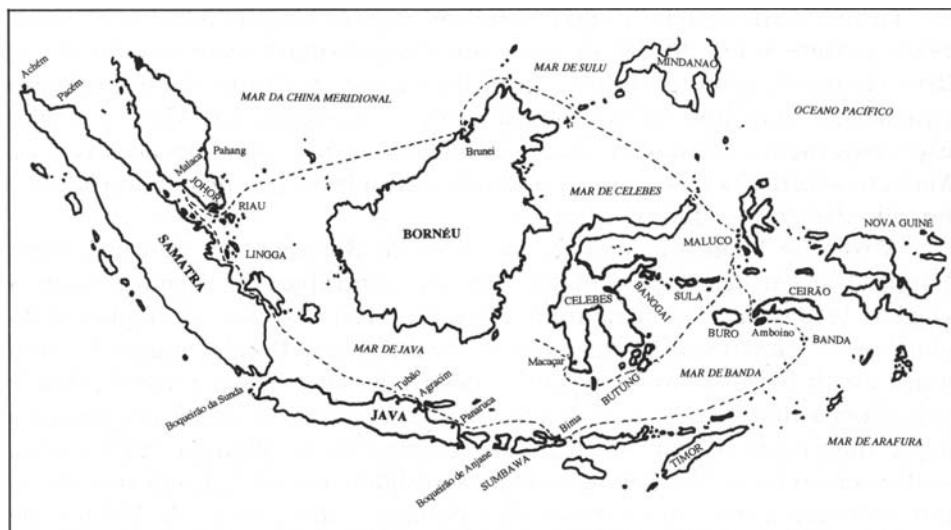 Achém
Pacém
MAR DA CHINA MERIDIONAL
MAR DE SULU
MINDANAO
OCEANO PACÍFICO
Malaca
Pahang
JOHOR
RIAU
Brunei
MAR DE CELEBES
BORNÉU
SAMATRA
LINGGA
MALUCO
NOVA GUINÉ
CELEBES
BANGGAI
SULA
CEIRÃO
BURO
Amboino
BANDA
MAR DE JAVA
Macaçar
BUTUNG
MAR DE BANDA
Boqueirão da Sunda
Tubão
Agracim
JAVA
Panaruca
Bima
Boqueirão de Anjane
SUMBAWA
TIMOR
MAR DE ARAFURA